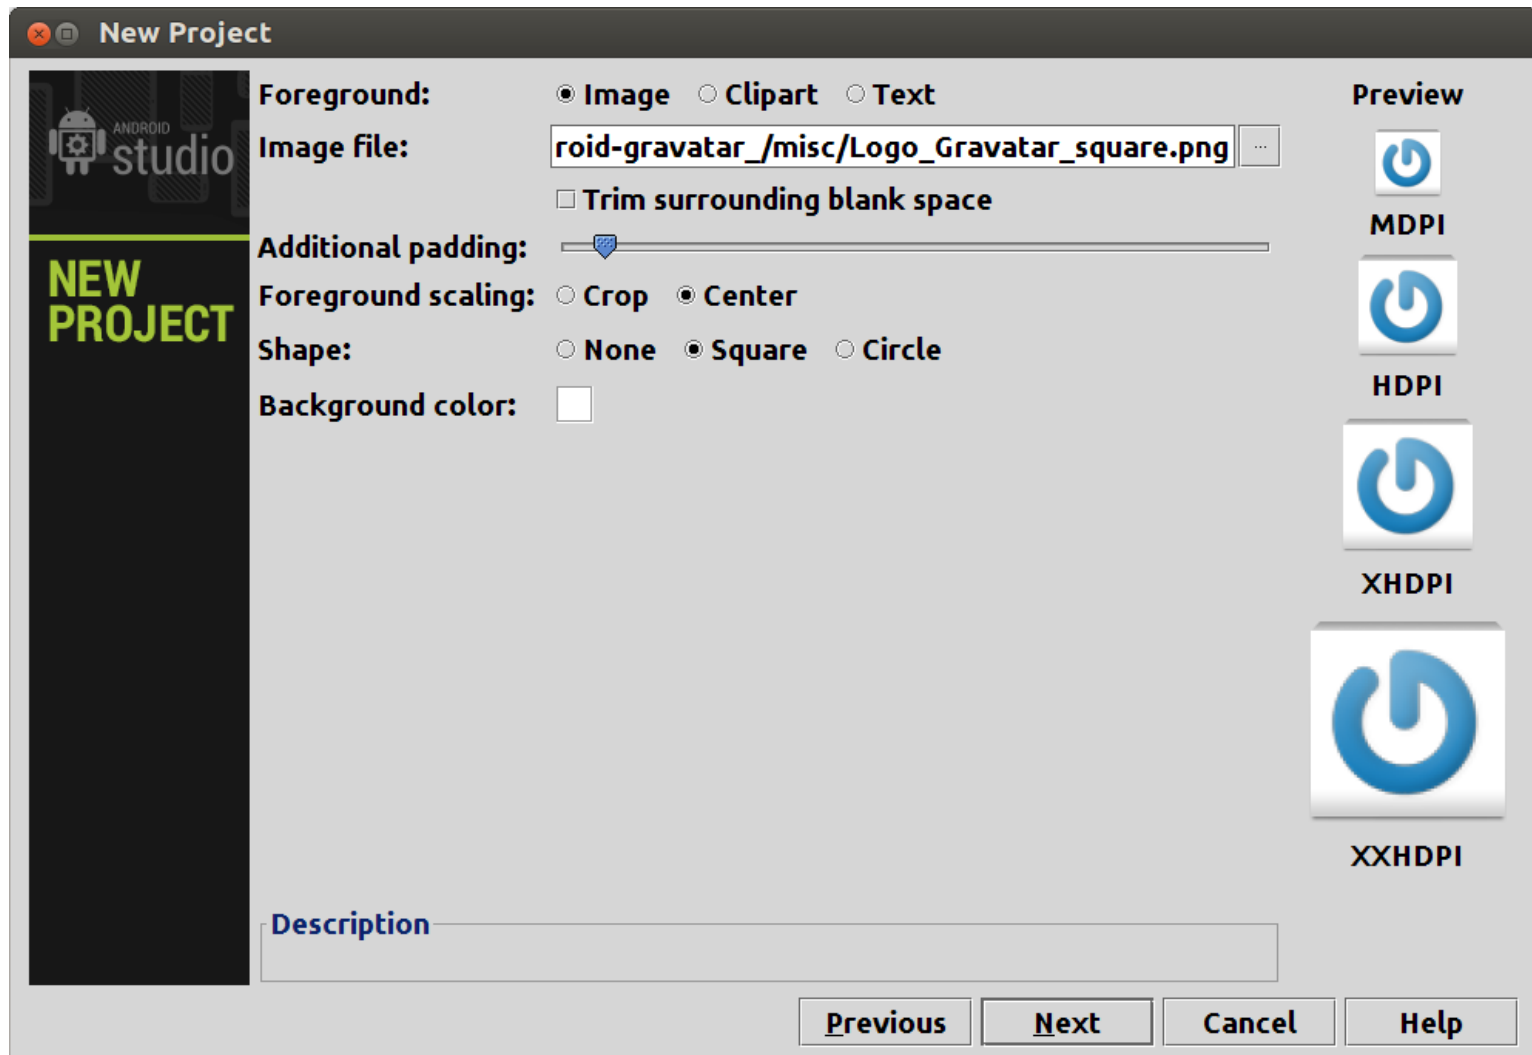 New Project
ANDROID
studio
NEW
PROJECT
Foreground: Image Clipart Text
Image file: roid-gravatar_/misc/Logo_Gravatar_square.png ...
Trim surrounding blank space
Additional padding:
Foreground scaling: Crop Center
Shape: None Square Circle
Background color:
Preview
MDPI
HDPI
XHDPI
XXHDPI
Description
Previous Next Cancel Help